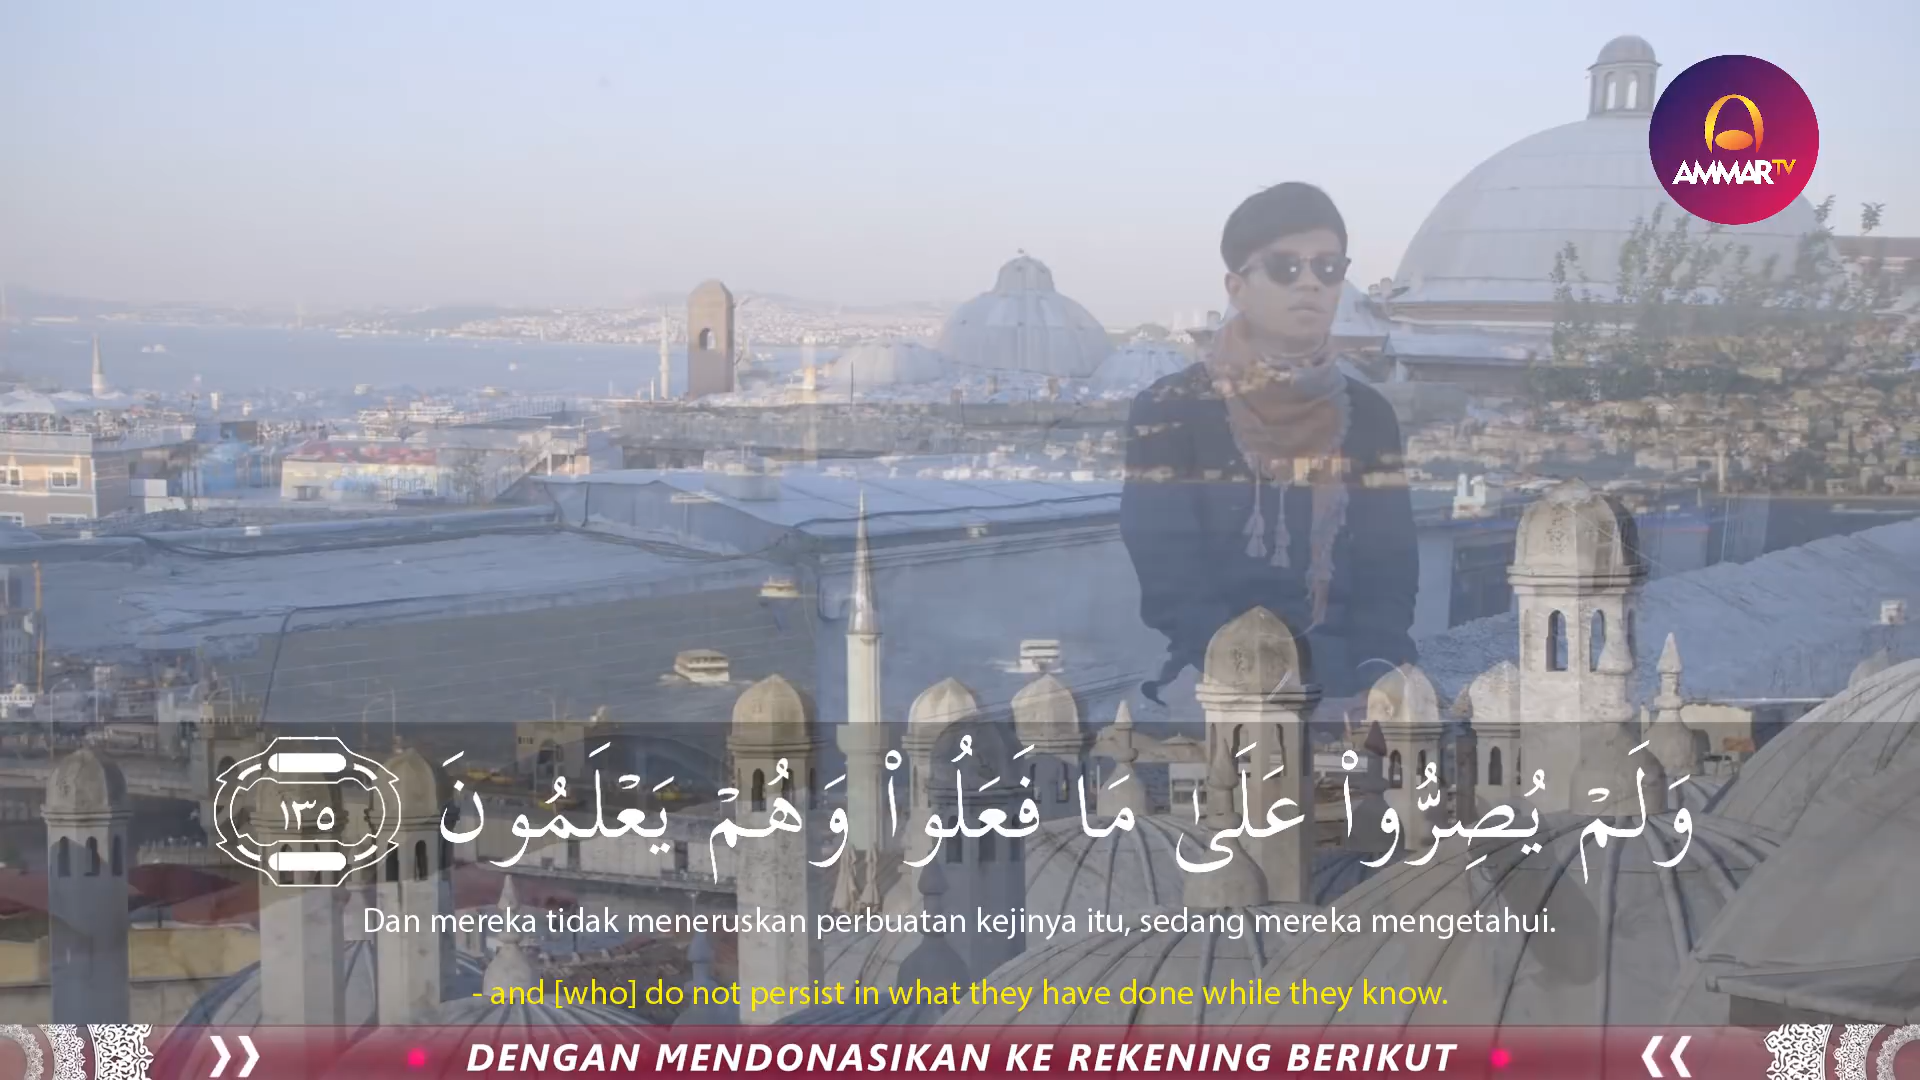 AMMARTV
وَلَمْ يُصِرُّوا۟ عَلَىٰ مَا فَعَلُوا۟ وَهُمْ يَعْلَمُونَ ١٣٥
Dan mereka tidak meneruskan perbuatan kejinya itu, sedang mereka mengetahui.
- and [who] do not persist in what they have done while they know.
DENGAN MENDONASIKAN KE REKENING BERIKUT